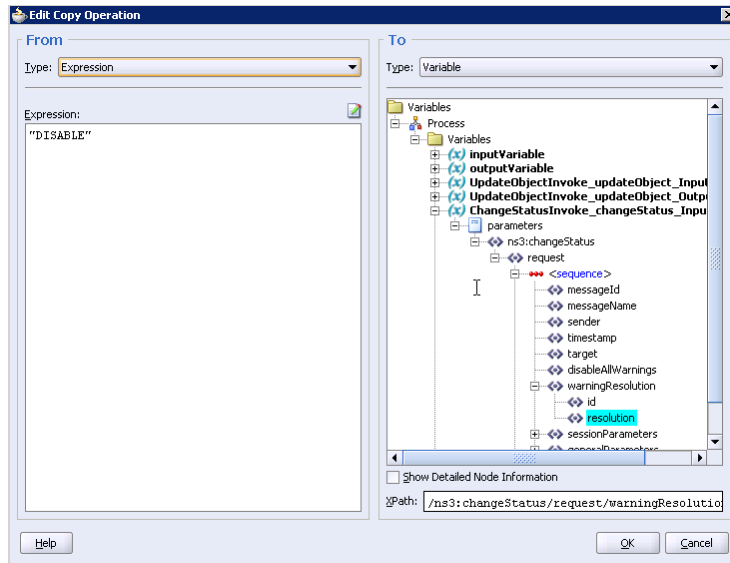 Edit Copy Operation
From
Type: Expression
Expression:
"DISABLE"
To
Type: Variable
Variables
Process
Variables
(x) inputVariable
(x) outputVariable
(x) UpdateObjectInvoke_updateObject_Input
(x) UpdateObjectInvoke_updateObject_Outp
(x) ChangeStatusInvoke_changeStatus_Inpu
parameters
ns3:changeStatus
request
<sequence>
messageId
messageName
sender
timestamp
target
disableAllWarnings
warningResolution
id
resolution
sessionParameters
generalParameters
Show Detailed Node Information
XPath: /ns3:changeStatus/request/warningResolutio
Help
OK
Cancel